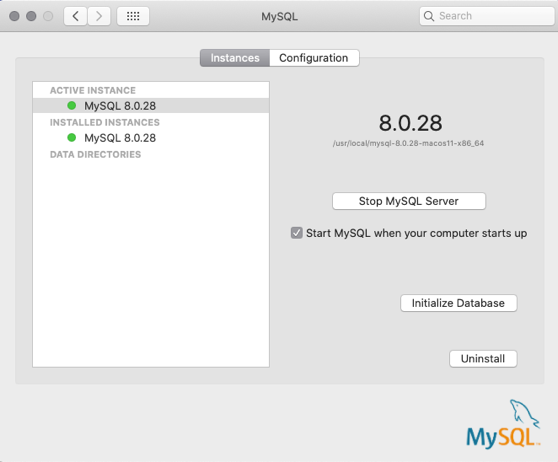 MySQL
Search
Instances
Configuration
ACTIVE INSTANCE
MySQL 8.0.28
INSTALLED INSTANCES
MySQL 8.0.28
DATA DIRECTORIES
8.0.28
/usr/local/mysql-8.0.28-macos11-x86_64
Stop MySQL Server
Start MySQL when your computer starts up
Initialize Database
Uninstall
MySQL™